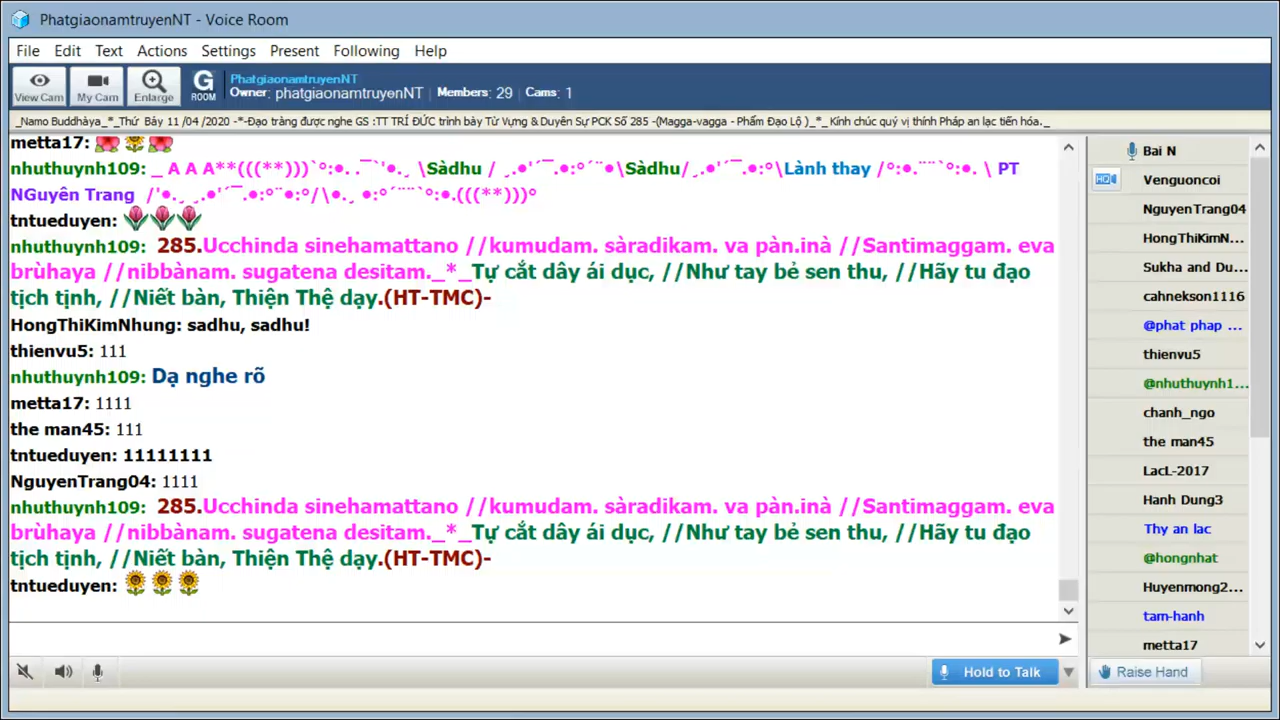 PhatgiaonamtruyenNT - Voice Room
File Edit Text Actions Settings Present Following Help
View Cam My Cam Enlarge G ROOM PhatgiaonamtruyenNT
Owner: phatgiaonamtruyenNT Members: 29 Cams: 1
_Namo Buddhàya_*_Thứ Bảy 11 /04 /2020 -*-Đạo tràng được nghe GS :TT TRÍ ĐỨC trình bày Từ Vựng & Duyên Sự PCK Số 285 -(Magga-vagga - Phẩm Đạo Lộ )_*_ Kính chúc quý vị thính Pháp an lạc tiến hóa._
metta17:
nhuthuynh109: _ A A A**(((**)))`°:•. .¯`'•.¸ \Sàdhu / ¸.•'´¯.•:°´¨•\Sàdhu/¸.•'´¯.•:°\Lành thay /°:•.¨¨`°:•. \ PT
NGuyên Trang /'•.¸ ¸.•'´¯.•:°¨•:°/\•.¸ •:°´¨¨`°:•.(((**)))°
tntueduyen:
nhuthuynh109: 285.Ucchinda sinehamattano //kumudam. sàradikam. va pàn.inà //Santimaggam. eva
brùhaya //nibbànam. sugatena desitam._*_Tự cắt dây ái dục, //Như tay bẻ sen thu, //Hãy tu đạo
tịch tịnh, //Niết bàn, Thiện Thệ dạy.(HT-TMC)-
HongThiKimNhung: sadhu, sadhu!
thienvu5: 111
nhuthuynh109: Dạ nghe rõ
metta17: 1111
the man45: 111
tntueduyen: 11111111
NguyenTrang04: 1111
nhuthuynh109: 285.Ucchinda sinehamattano //kumudam. sàradikam. va pàn.inà //Santimaggam. eva
brùhaya //nibbànam. sugatena desitam._*_Tự cắt dây ái dục, //Như tay bẻ sen thu, //Hãy tu đạo
tịch tịnh, //Niết bàn, Thiện Thệ dạy.(HT-TMC)-
tntueduyen:
Bai N
HD Venguoncoi
NguyenTrang04
HongThiKimN...
Sukha and Du...
cahnekson1116
@phat phap ...
thienvu5
@nhuthuynh1...
chanh_ngo
the man45
LacL-2017
Hanh Dung3
Thy an lac
@hongnhat
Huyenmong2...
tam-hanh
metta17
Hold to Talk
Raise Hand